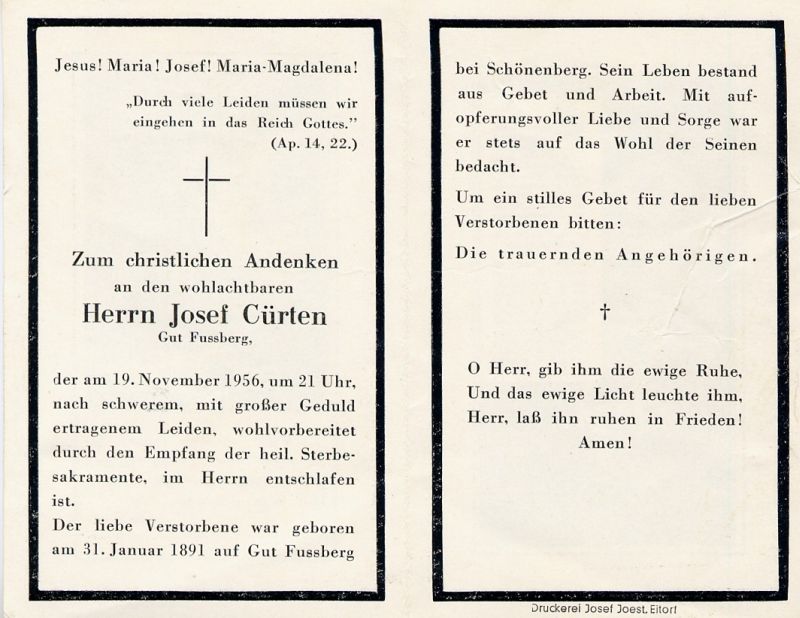 Jesus! Maria! Josef! Maria-Magdalena!
„Durch viele Leiden müssen wir
eingehen in das Reich Gottes.”
(Ap. 14, 22.)
Zum christlichen Andenken
an den wohlachtbaren
Herrn Josef Cürten
Gut Fussberg,
der am 19. November 1956, um 21 Uhr,
nach schwerem, mit großer Geduld
ertragenem Leiden, wohlvorbereitet
durch den Empfang der heil. Sterbe-
sakramente, im Herrn entschlafen
ist.
Der liebe Verstorbene war geboren
am 31. Januar 1891 auf Gut Fussberg
bei Schönenberg. Sein Leben bestand
aus Gebet und Arbeit. Mit auf-
opferungsvoller Liebe und Sorge war
er stets auf das Wohl der Seinen
bedacht.
Um ein stilles Gebet für den lieben
Verstorbenen bitten:
Die trauernden Angehörigen.
O Herr, gib ihm die ewige Ruhe,
Und das ewige Licht leuchte ihm,
Herr, laß ihn ruhen in Frieden!
Amen!
Druckerei Josef Joest, Eitorf